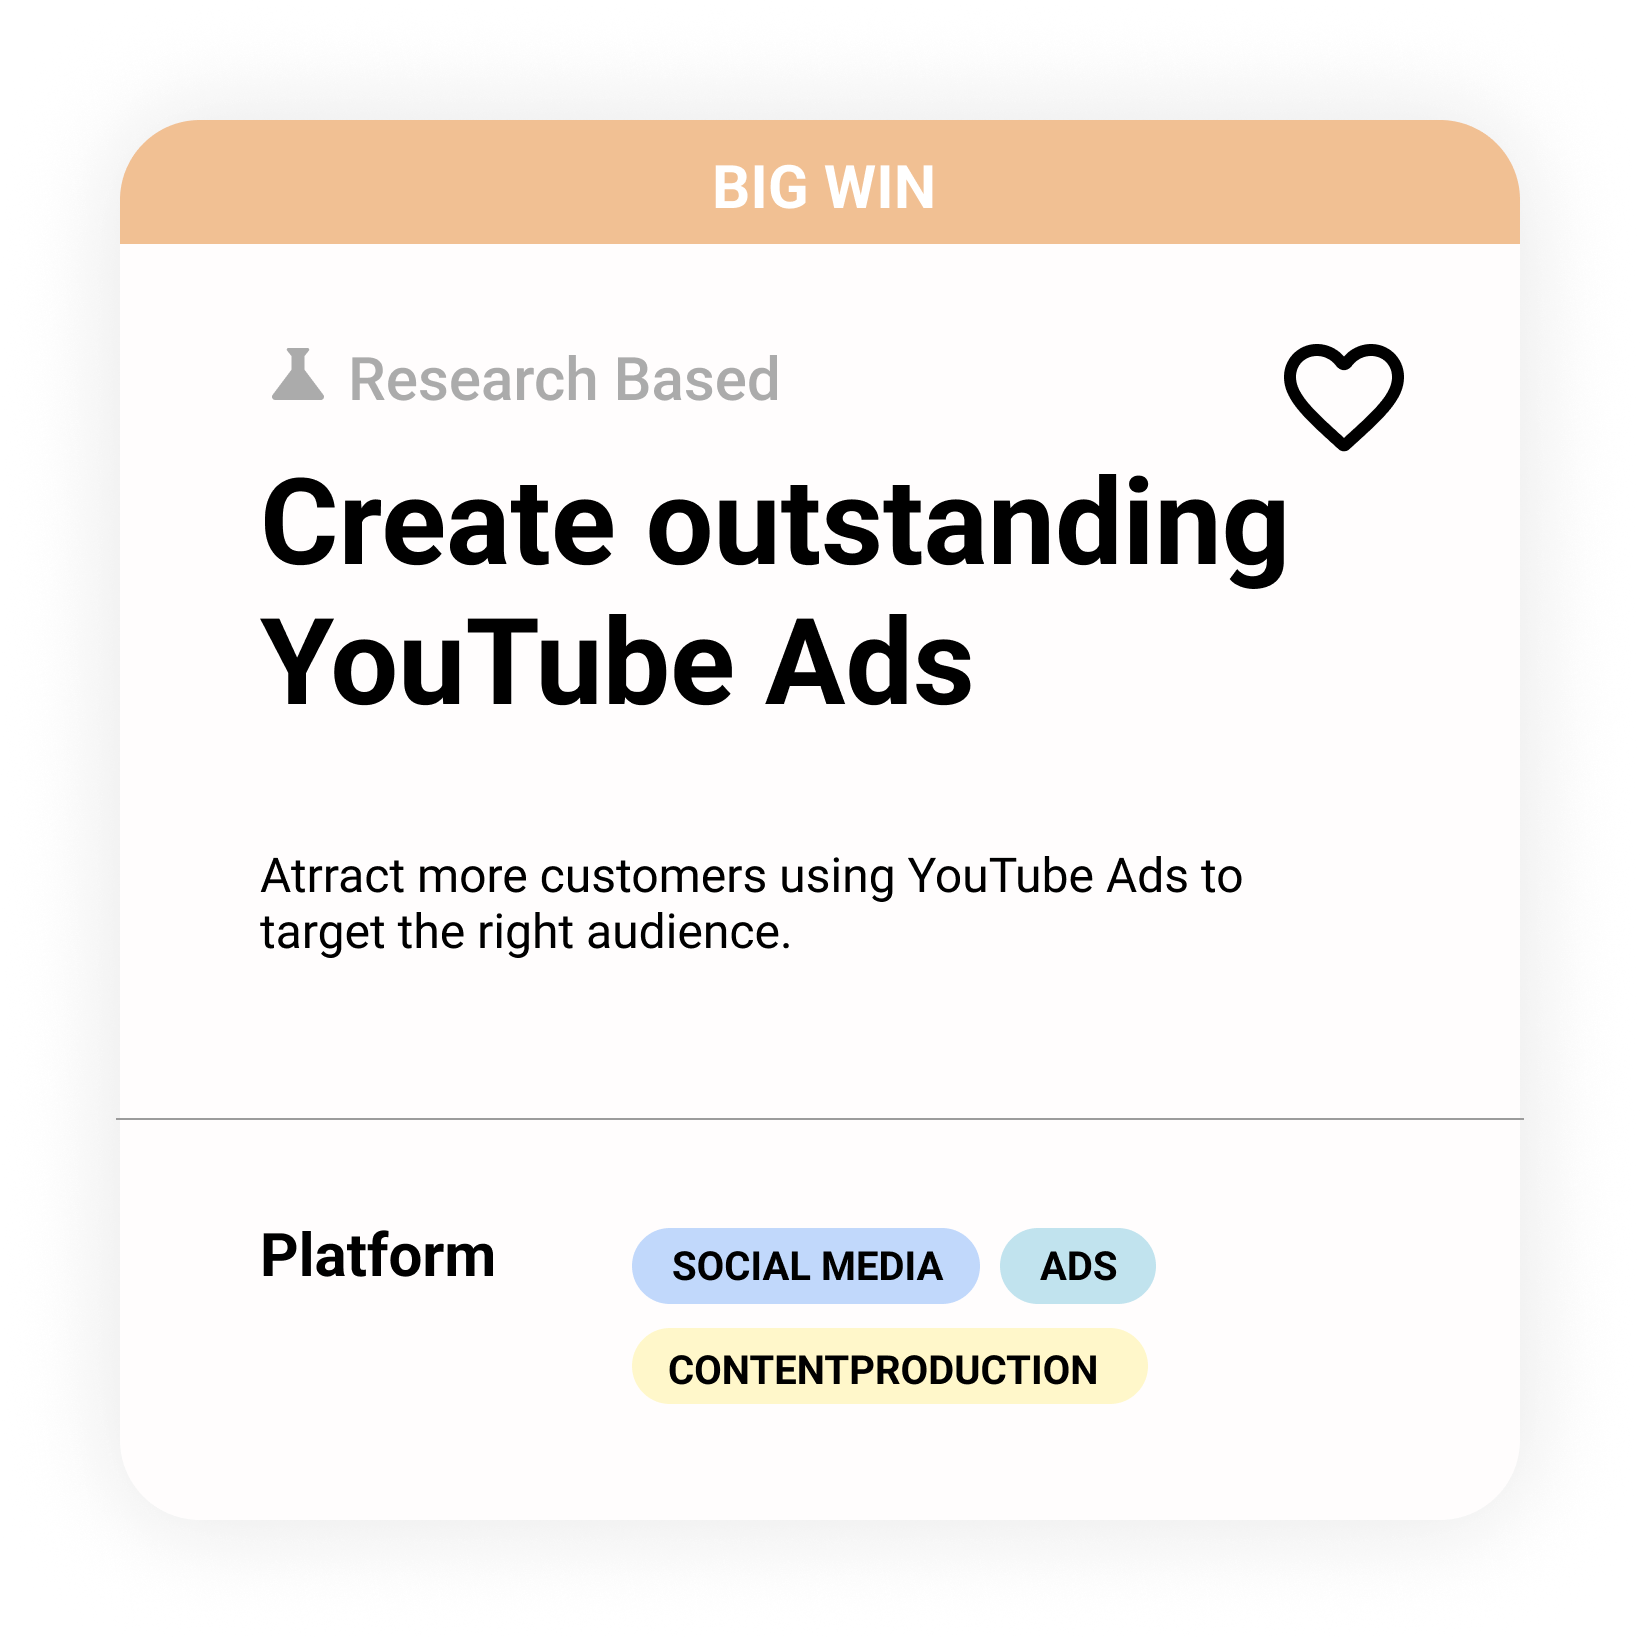 BIG WIN
Research Based
Create outstanding
YouTube Ads
Atrract more customers using YouTube Ads to
target the right audience.
Platform
SOCIAL MEDIA
ADS
CONTENTPRODUCTION